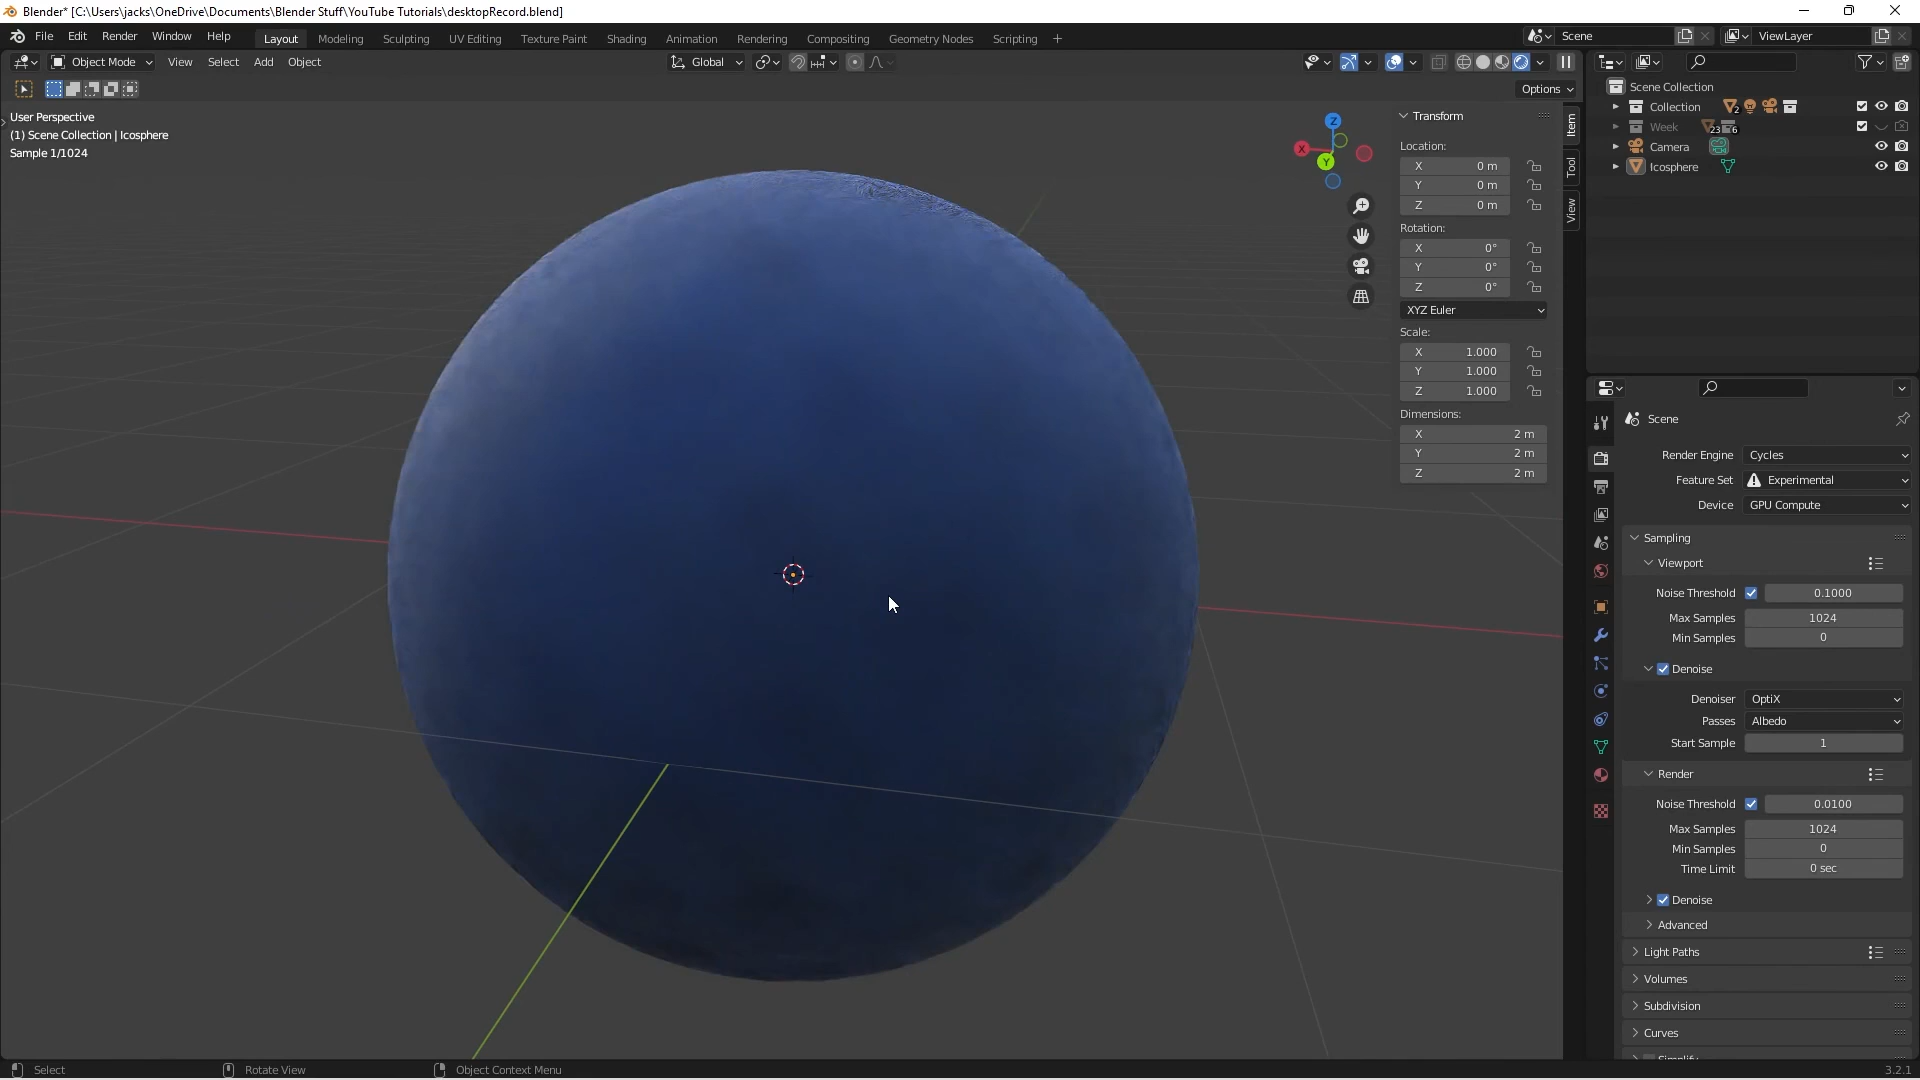 Blender* [C:\Users\jacks\OneDrive\Documents\Blender Stuff\YouTube Tutorials\desktopRecord.blend]
File Edit Render Window Help Layout Modeling Sculpting UV Editing Texture Paint Shading Animation Rendering Compositing Geometry Nodes Scripting + Scene ViewLayer
Object Mode View Select Add Object Global
Options
User Perspective
(1) Scene Collection | Icosphere
Sample 1/1024
Z
X
Y
Transform
Location:
X 0 m
Y 0 m
Z 0 m
Rotation:
X 0°
Y 0°
Z 0°
XYZ Euler
Scale:
X 1.000
Y 1.000
Z 1.000
Dimensions:
X 2 m
Y 2 m
Z 2 m
Item
Tool
View
Scene Collection
Collection 2
Week 23 6
Camera
Icosphere
Scene
Render Engine Cycles
Feature Set Experimental
Device GPU Compute
Sampling
Viewport
Noise Threshold 0.1000
Max Samples 1024
Min Samples 0
Denoise
Denoiser OptiX
Passes Albedo
Start Sample 1
Render
Noise Threshold 0.0100
Max Samples 1024
Min Samples 0
Time Limit 0 sec
Denoise
Advanced
Light Paths
Volumes
Subdivision
Curves
Simplify
Select Rotate View Object Context Menu 3.2.1